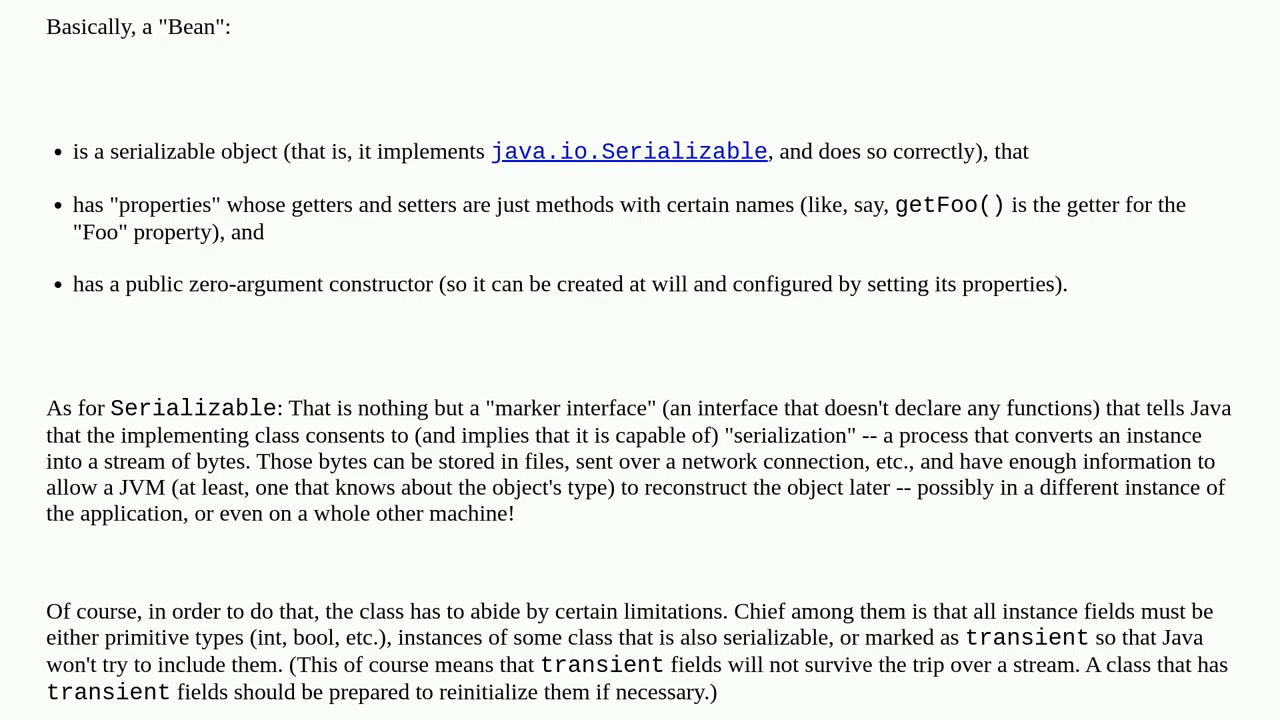 Basically, a "Bean":
• is a serializable object (that is, it implements java.io.Serializable, and does so correctly), that
• has "properties" whose getters and setters are just methods with certain names (like, say, getFoo() is the getter for the
"Foo" property), and
• has a public zero-argument constructor (so it can be created at will and configured by setting its properties).
As for Serializable: That is nothing but a "marker interface" (an interface that doesn't declare any functions) that tells Java
that the implementing class consents to (and implies that it is capable of) "serialization" -- a process that converts an instance
into a stream of bytes. Those bytes can be stored in files, sent over a network connection, etc., and have enough information to
allow a JVM (at least, one that knows about the object's type) to reconstruct the object later -- possibly in a different instance of
the application, or even on a whole other machine!
Of course, in order to do that, the class has to abide by certain limitations. Chief among them is that all instance fields must be
either primitive types (int, bool, etc.), instances of some class that is also serializable, or marked as transient so that Java
won't try to include them. (This of course means that transient fields will not survive the trip over a stream. A class that has
transient fields should be prepared to reinitialize them if necessary.)